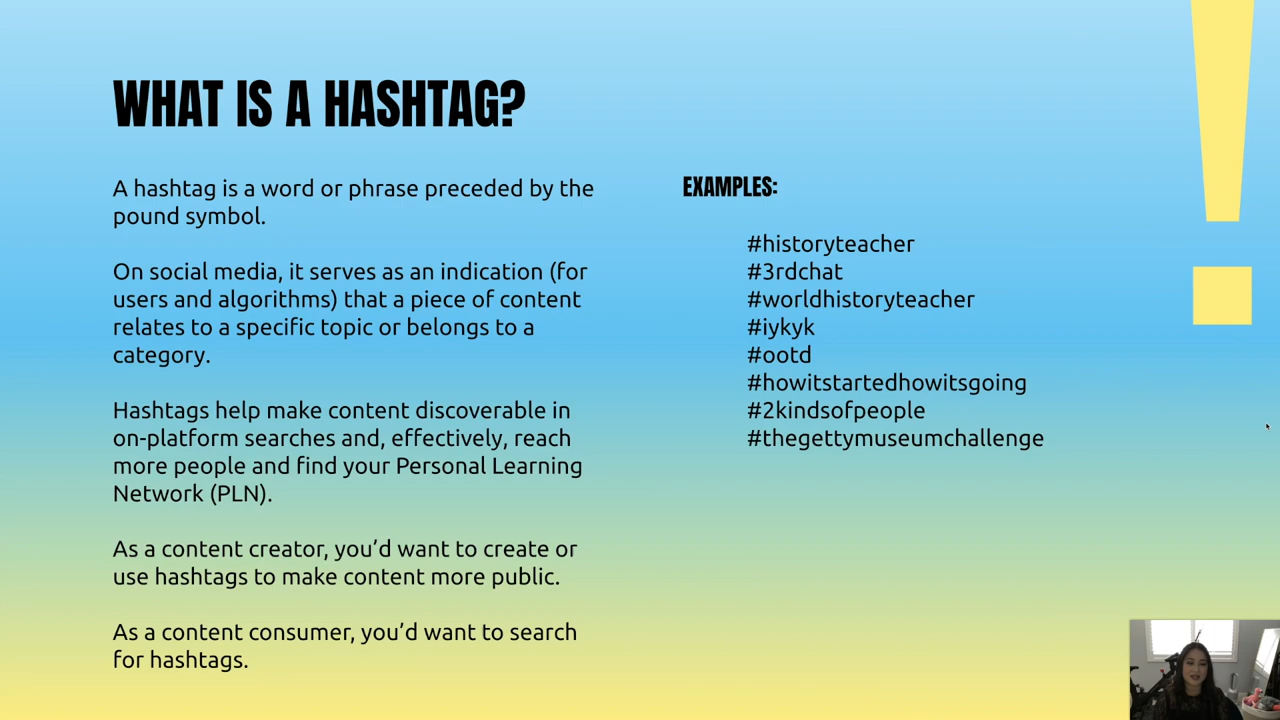 WHAT IS A HASHTAG?
A hashtag is a word or phrase preceded by the
pound symbol.
On social media, it serves as an indication (for
users and algorithms) that a piece of content
relates to a specific topic or belongs to a
category.
Hashtags help make content discoverable in
on-platform searches and, effectively, reach
more people and find your Personal Learning
Network (PLN).
As a content creator, you’d want to create or
use hashtags to make content more public.
As a content consumer, you’d want to search
for hashtags.
EXAMPLES:
#historyteacher
#3rdchat
#worldhistoryteacher
#iykyk
#ootd
#howitstartedhowitsgoing
#2kindsofpeople
#thegettymuseumchallenge